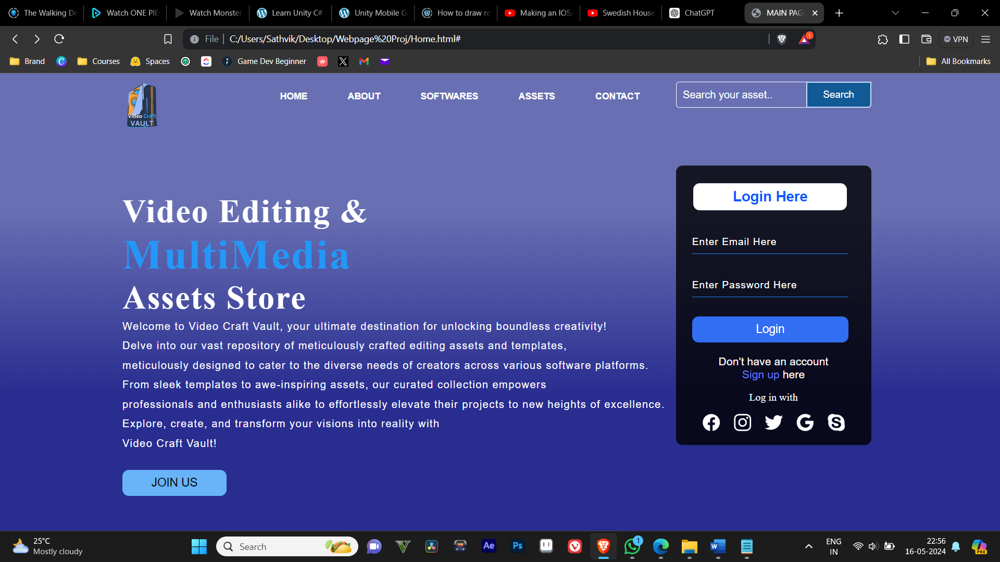 The Walking De
Watch ONE PIE
Watch Monster
Learn Unity C#
Unity Mobile G
How to draw re
Making an IOS/
Swedish House
ChatGPT
MAIN PAG
File
C:/Users/Sathvik/Desktop/Webpage%20Proj/Home.html#
1
VPN
Brand
Courses
Spaces
Game Dev Beginner
All Bookmarks
Video Craft
VAULT
HOME
ABOUT
SOFTWARES
ASSETS
CONTACT
Search your asset..
Search
Video Editing &
MultiMedia
Assets Store
Welcome to Video Craft Vault, your ultimate destination for unlocking boundless creativity!
Delve into our vast repository of meticulously crafted editing assets and templates,
meticulously designed to cater to the diverse needs of creators across various software platforms.
From sleek templates to awe-inspiring assets, our curated collection empowers
professionals and enthusiasts alike to effortlessly elevate their projects to new heights of excellence.
Explore, create, and transform your visions into reality with
Video Craft Vault!
JOIN US
Login Here
Enter Email Here
Enter Password Here
Login
Don't have an account
Sign up here
Log in with
25°C
Mostly cloudy
Search
Ae
Ps
1
W
ENG
IN
22:56
16-05-2024
PRE